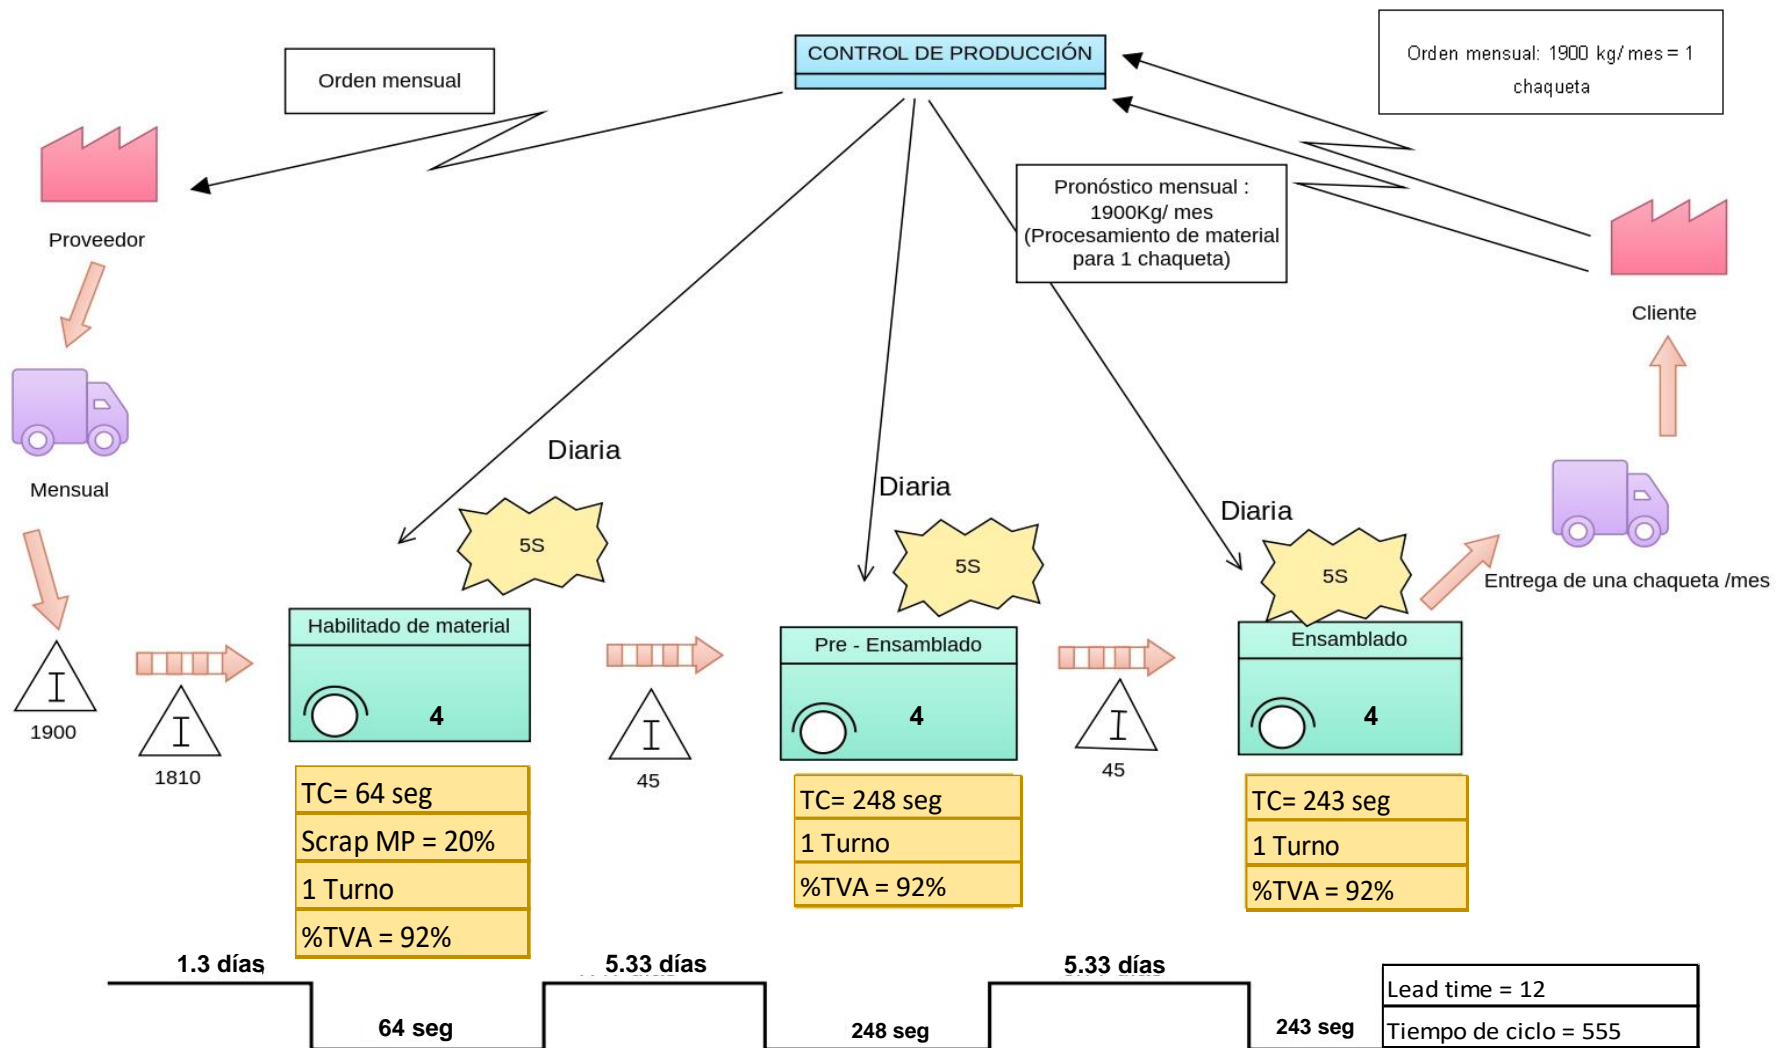 CONTROL DE PRODUCCIÓN
Orden mensual: 1900 kg/ mes = 1
chaqueta
Orden mensual
Pronóstico mensual :
1900Kg/ mes
(Procesamiento de material
para 1 chaqueta)
Proveedor
Cliente
Mensual
Diaria
Diaria
Diaria
5S
5S
5S
Entrega de una chaqueta /mes
Habilitado de material
4
Pre - Ensamblado
4
Ensamblado
4
I
1900
I
1810
I
45
I
45
TC= 64 seg
Scrap MP = 20%
1 Turno
%TVA = 92%
TC= 248 seg
1 Turno
%TVA = 92%
TC= 243 seg
1 Turno
%TVA = 92%
1.3 días
5.33 días
5.33 días
64 seg
248 seg
243 seg
Lead time = 12
Tiempo de ciclo = 555